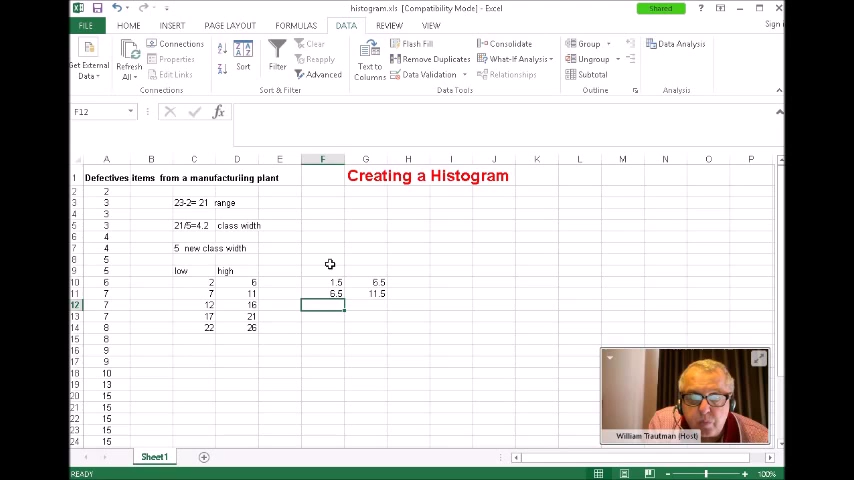 histogram.xls [Compatibility Mode] - Excel
Shared
FILE HOME INSERT PAGE LAYOUT FORMULAS DATA REVIEW VIEW Sign i
Get External Data
Refresh All
Connections
Properties
Edit Links
Connections
Sort
Filter
Clear
Reapply
Advanced
Sort & Filter
Text to Columns
Flash Fill
Remove Duplicates
Data Validation
Consolidate
What-If Analysis
Relationships
Data Tools
Group
Ungroup
Subtotal
Outline
Data Analysis
Analysis
F12 fx
A B C D E F G H I J K L M N O P
1 Defectives items from a manufacturiing plant Creating a Histogram
2 2
3 3 23-2= 21 range
4 3
5 3 21/5=4.2 class width
6 4
7 4 5 new class width
8 5
9 5 low high
10 6 2 6 1.5 6.5
11 7 7 11 6.5 11.5
12 7 12 16
13 7 17 21
14 8 22 26
15 8
16 9
17 9
18 10
19 13
20 15
21 15
22 15
23 15
24 15
William Trautman (Host)
Sheet1
READY 100%